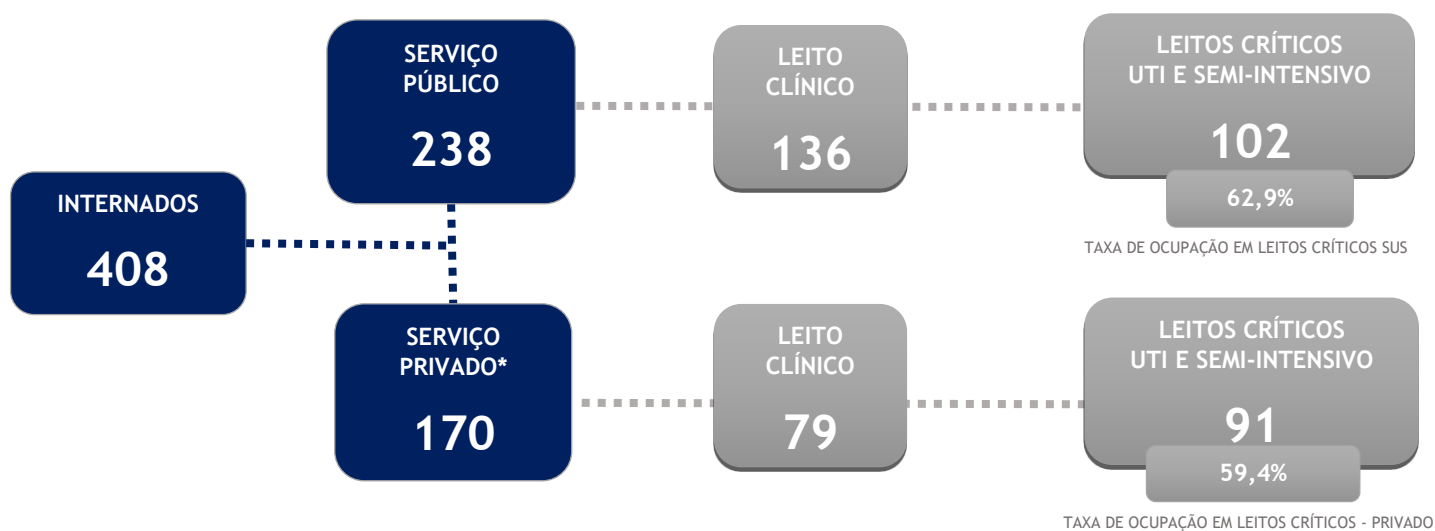 INTERNADOS
408
SERVIÇO
PÚBLICO
238
LEITO
CLÍNICO
136
LEITOS CRÍTICOS
UTI E SEMI-INTENSIVO
102
62,9%
TAXA DE OCUPAÇÃO EM LEITOS CRÍTICOS SUS
SERVIÇO
PRIVADO*
170
LEITO
CLÍNICO
79
LEITOS CRÍTICOS
UTI E SEMI-INTENSIVO
91
59,4%
TAXA DE OCUPAÇÃO EM LEITOS CRÍTICOS - PRIVADO